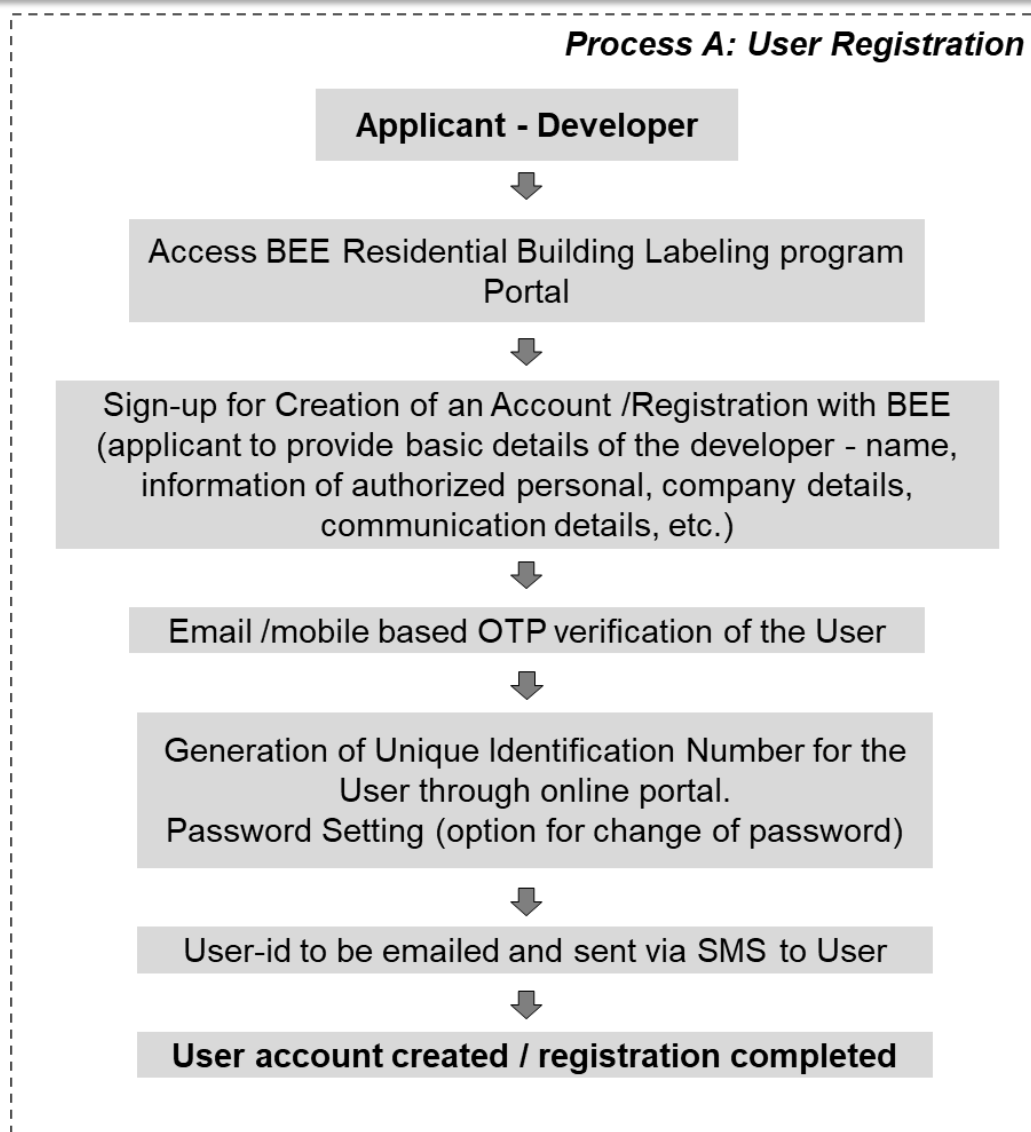 Process A: User Registration
Applicant - Developer
Access BEE Residential Building Labeling program
Portal
Sign-up for Creation of an Account /Registration with BEE
(applicant to provide basic details of the developer - name,
information of authorized personal, company details,
communication details, etc.)
Email /mobile based OTP verification of the User
Generation of Unique Identification Number for the
User through online portal.
Password Setting (option for change of password)
User-id to be emailed and sent via SMS to User
User account created / registration completed